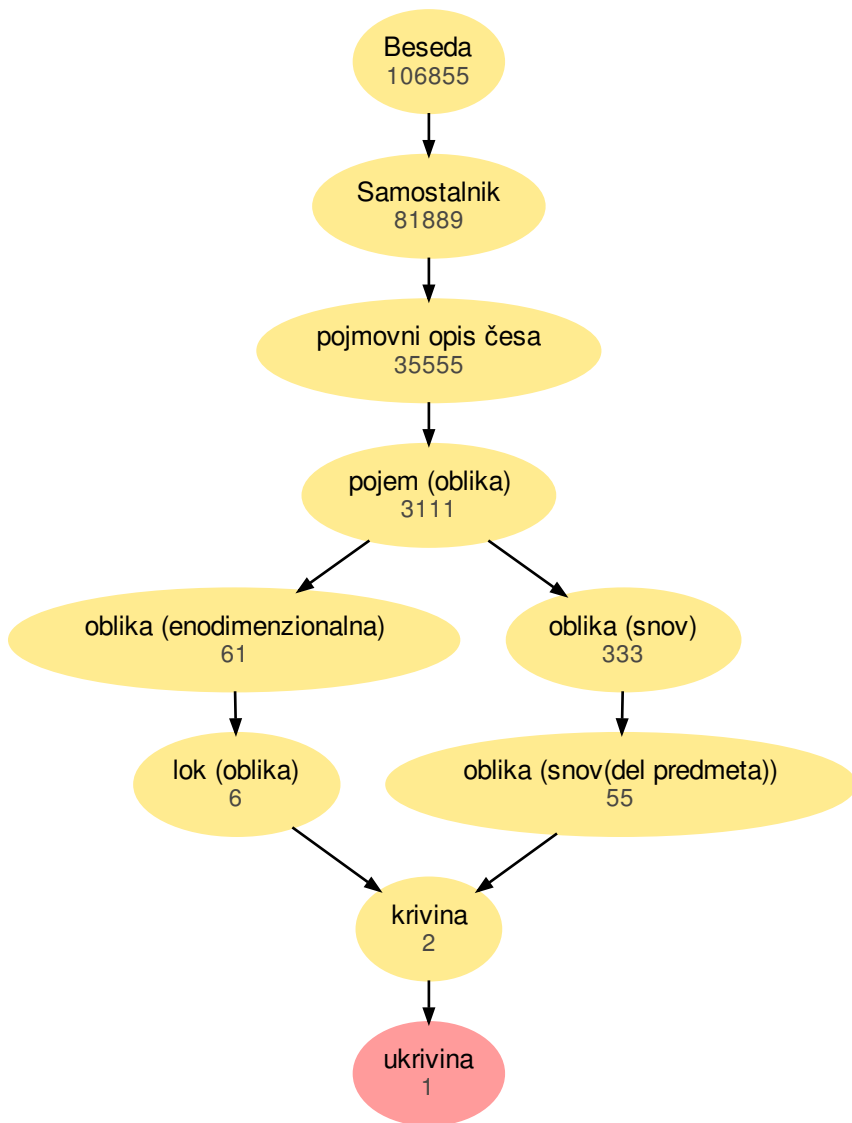 Beseda
106855
Samostalnik
81889
pojmovni opis česa
35555
pojem (oblika)
3111
oblika (enodimenzionalna)
61
oblika (snov)
333
lok (oblika)
6
oblika (snov(del predmeta))
55
krivina
2
ukrivina
1